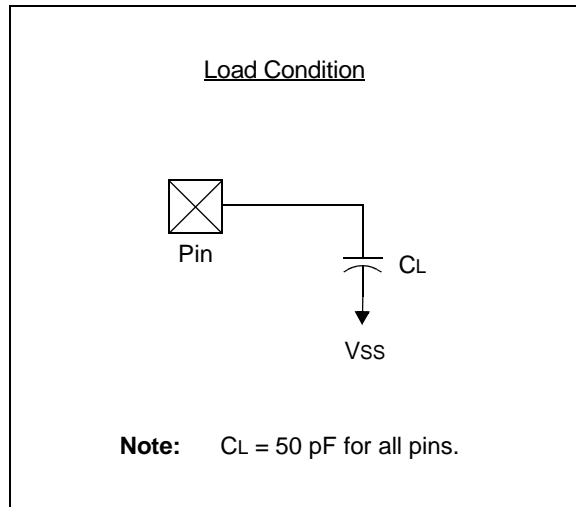 Load Condition
Pin
CL
VSS
Note: CL = 50 pF for all pins.